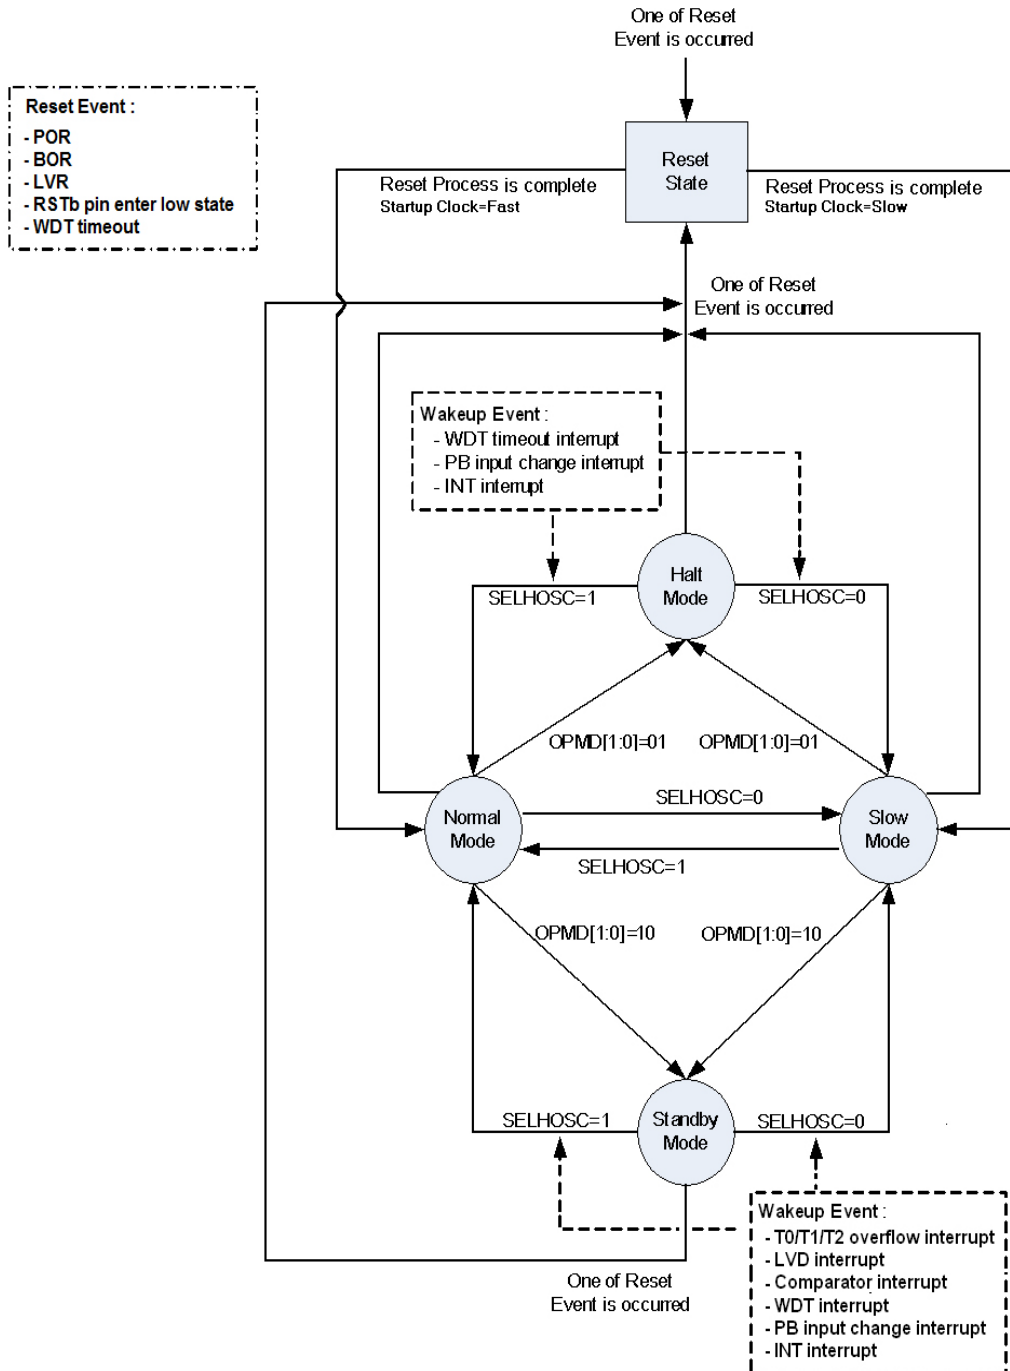 One of Reset
Event is occurred
Reset Event :
- POR
- BOR
- LVR
- RSTb pin enter low state
- WDT timeout
Reset
State
Reset Process is complete
Startup Clock=Fast
Reset Process is complete
Startup Clock=Slow
One of Reset
Event is occurred
Wakeup Event :
- WDT timeout interrupt
- PB input change interrupt
- INT interrupt
Halt
Mode
SELHOSC=1
SELHOSC=0
OPMD[1:0]=01
OPMD[1:0]=01
Normal
Mode
SELHOSC=0
Slow
Mode
SELHOSC=1
OPMD[1:0]=10
OPMD[1:0]=10
Standby
Mode
SELHOSC=1
SELHOSC=0
Wakeup Event :
- T0/T1/T2 overflow interrupt
- LVD interrupt
- Comparator interrupt
- WDT interrupt
- PB input change interrupt
- INT interrupt
One of Reset
Event is occurred